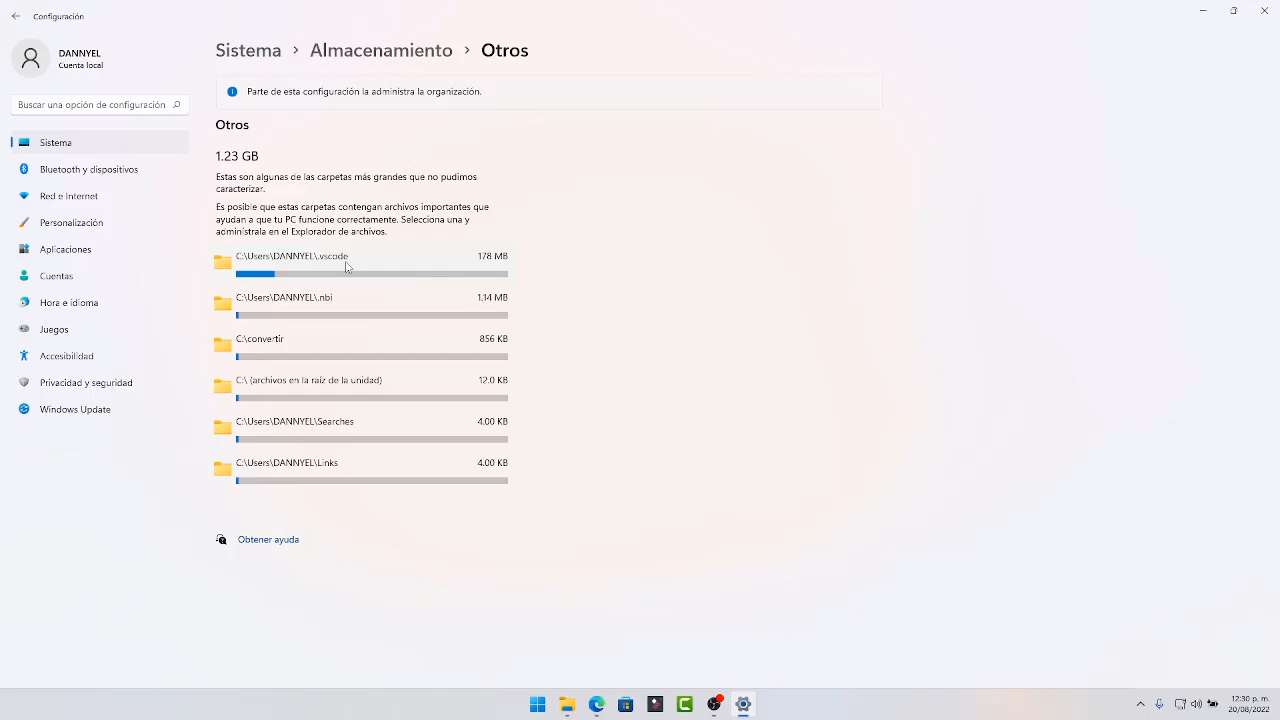 Configuración
DANNYEL
Cuenta local
Buscar una opción de configuración
Sistema
Bluetooth y dispositivos
Red e Internet
Personalización
Aplicaciones
Cuentas
Hora e idioma
Juegos
Accesibilidad
Privacidad y seguridad
Windows Update
Sistema > Almacenamiento > Otros
Parte de esta configuración la administra la organización.
Otros
1.23 GB
Estas son algunas de las carpetas más grandes que no pudimos
caracterizar.
Es posible que estas carpetas contengan archivos importantes que
ayudan a que tu PC funcione correctamente. Selecciona una y
adminístrala en el Explorador de archivos.
C:\Users\DANNYEL\.vscode 178 MB
C:\Users\DANNYEL\.nbi 1.14 MB
C:\convertir 856 KB
C:\ (archivos en la raíz de la unidad) 12.0 KB
C:\Users\DANNYEL\Searches 4.00 KB
C:\Users\DANNYEL\Links 4.00 KB
Obtener ayuda
12:30 p. m.
20/08/2022